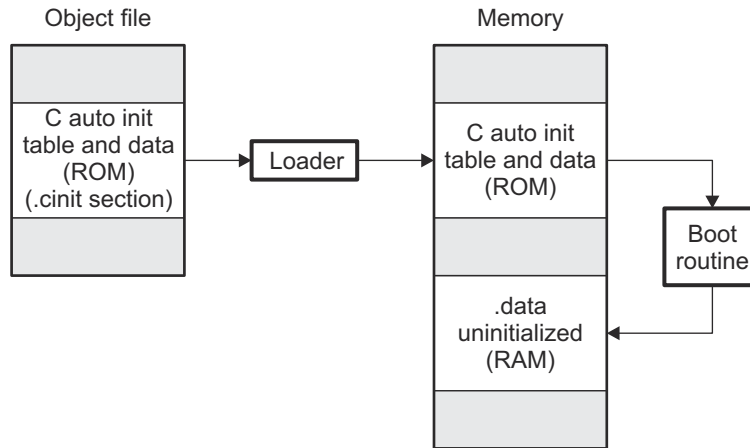 Object file
Memory
C auto init
table and data
(ROM)
(.cinit section)
Loader
C auto init
table and data
(ROM)
Boot
routine
.data
uninitialized
(RAM)